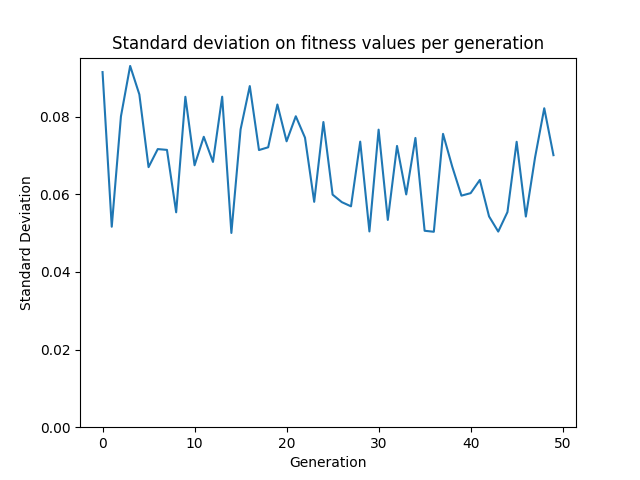 Standard deviation on fitness values per generation
Standard Deviation
0.08
0.06
0.04
0.02
0.00
0 10 20 30 40 50
Generation